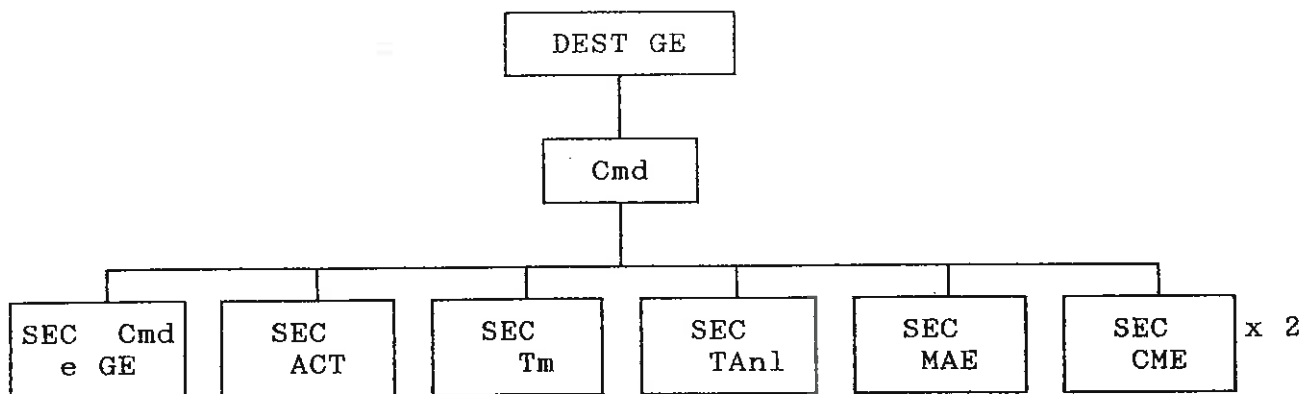 DEST GE
Cmd
SEC Cmd
e GE
SEC
ACT
SEC
Tm
SEC
TAnl
SEC
MAE
SEC
CME
x 2